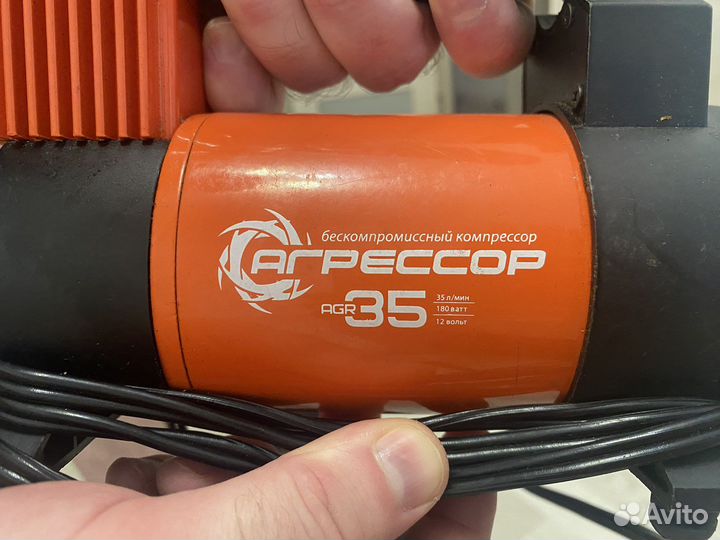 бескомпромиссный компрессор
АГРЕССОР
AGR 35
35 л/мин
180 ватт
12 вольт
Avito